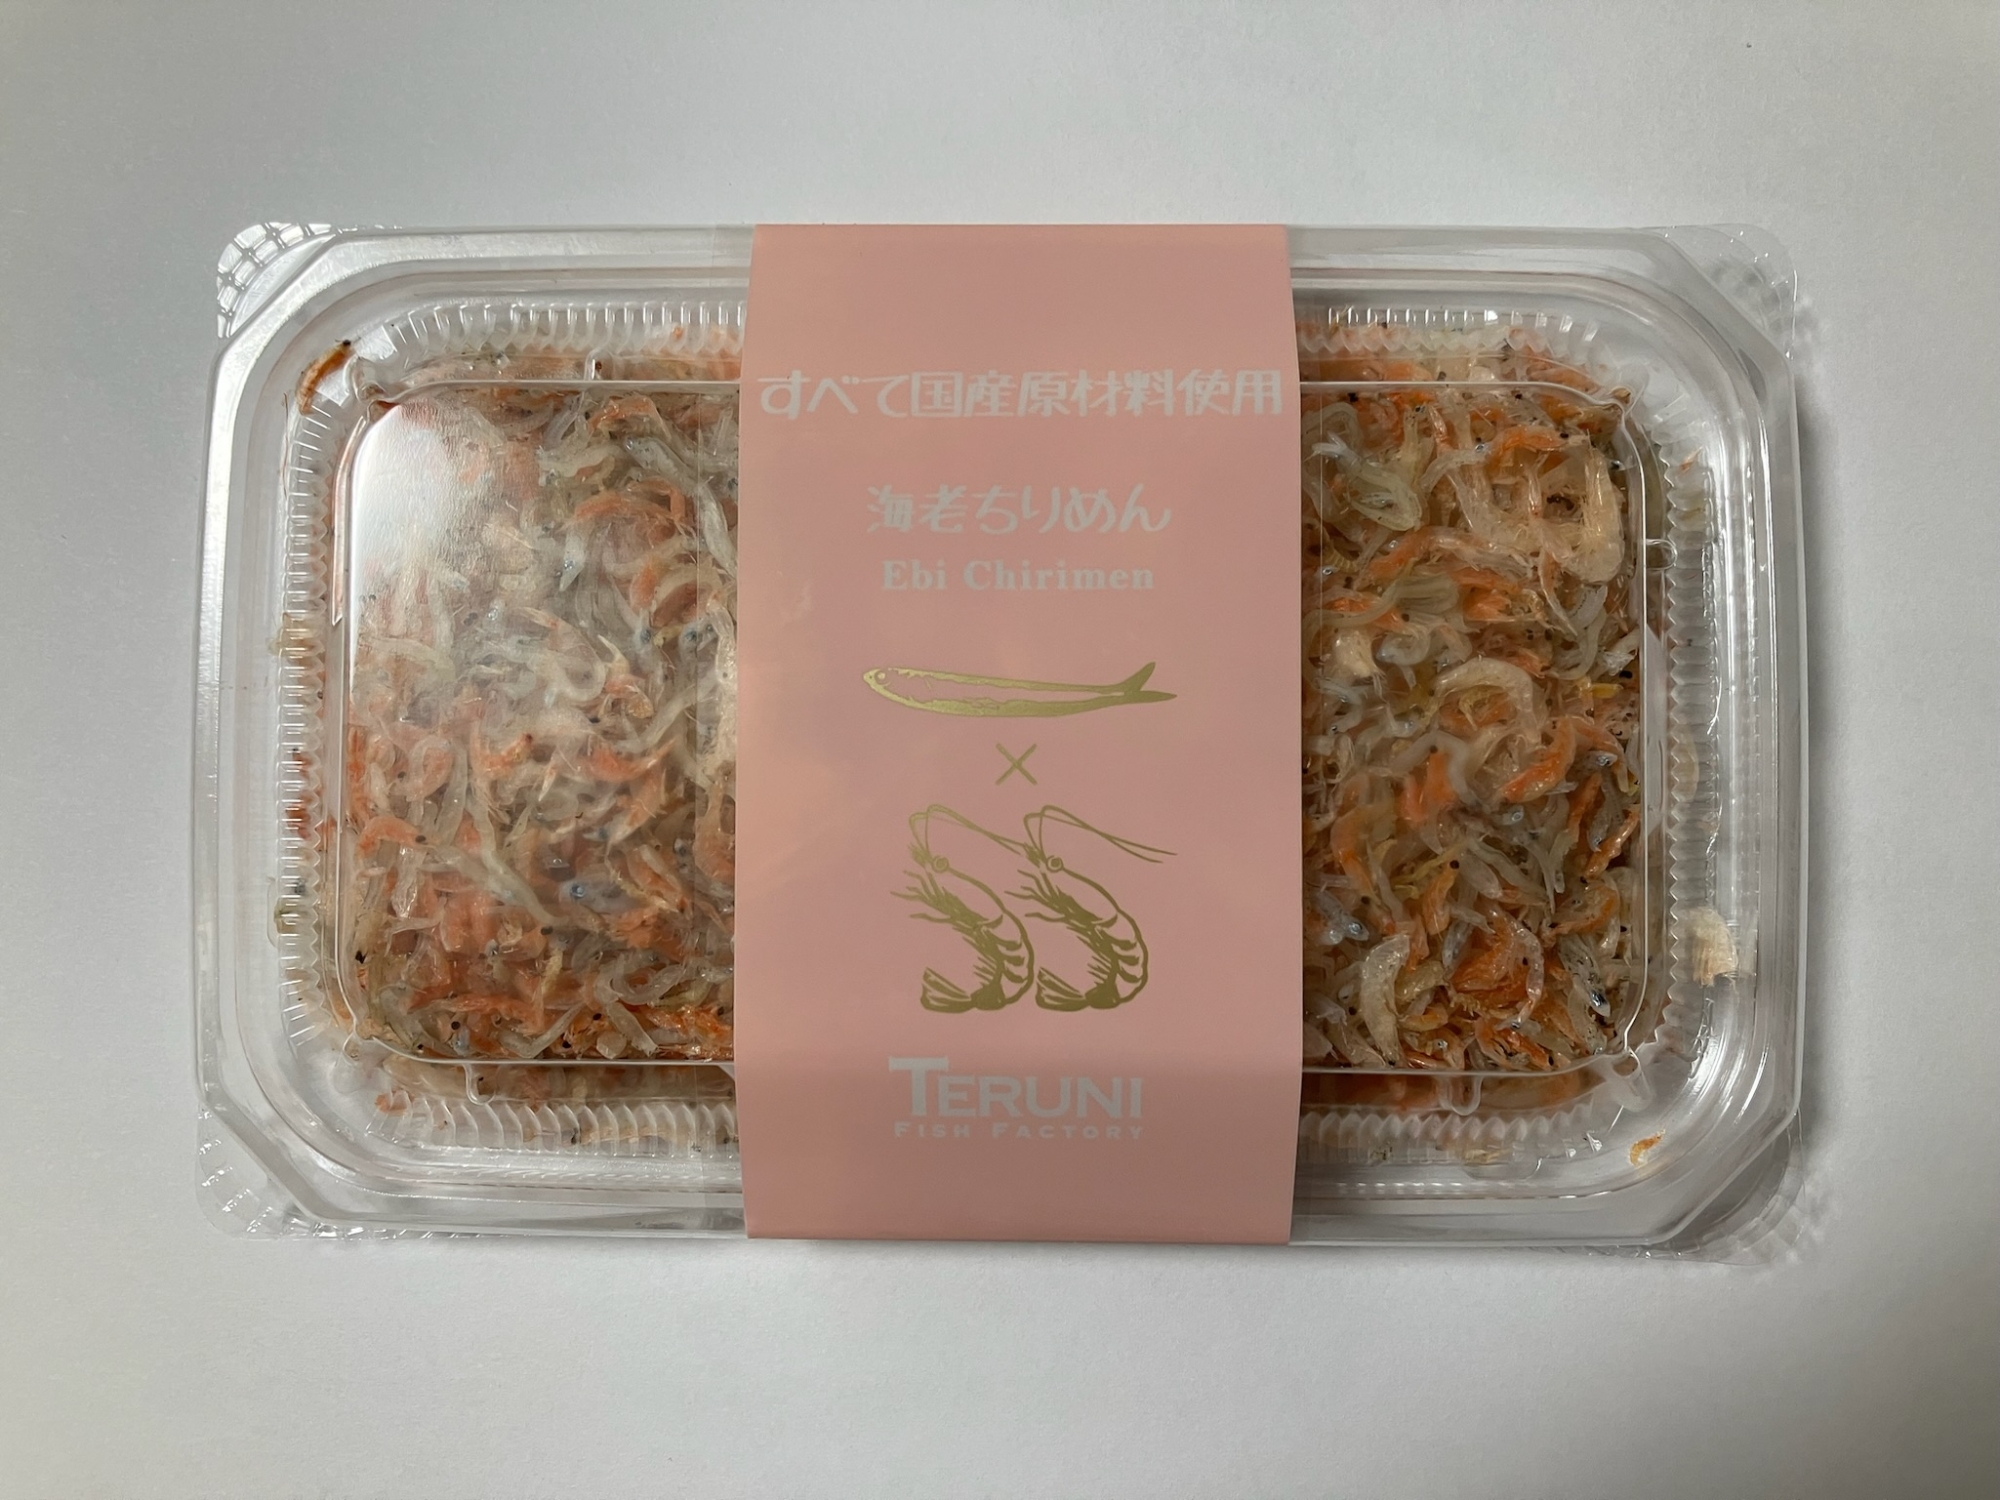 すべて国産原材料使用
海老ちりめん
Ebi Chirimen
×
TERUNI
FISH FACTORY